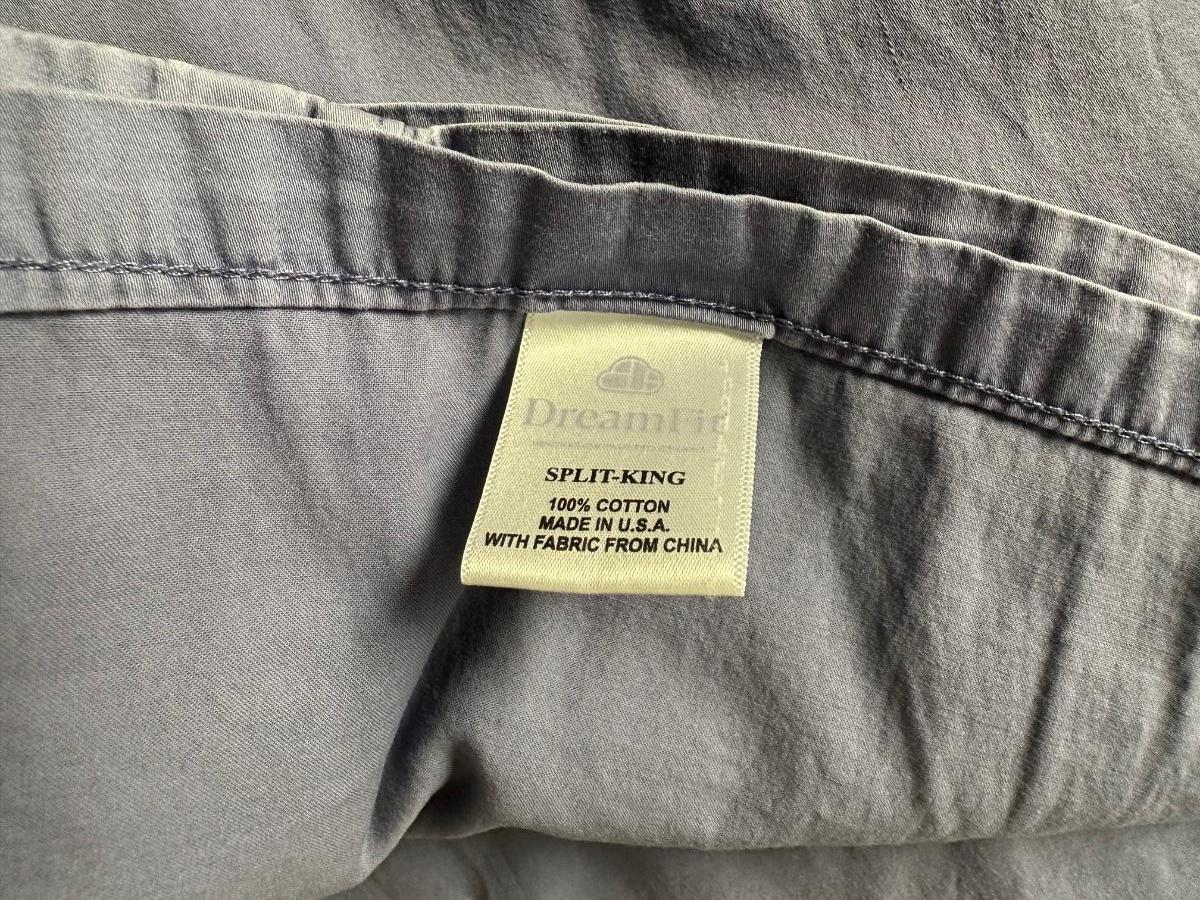 DreamFit
SPLIT-KING
100% COTTON
MADE IN U.S.A.
WITH FABRIC FROM CHINA